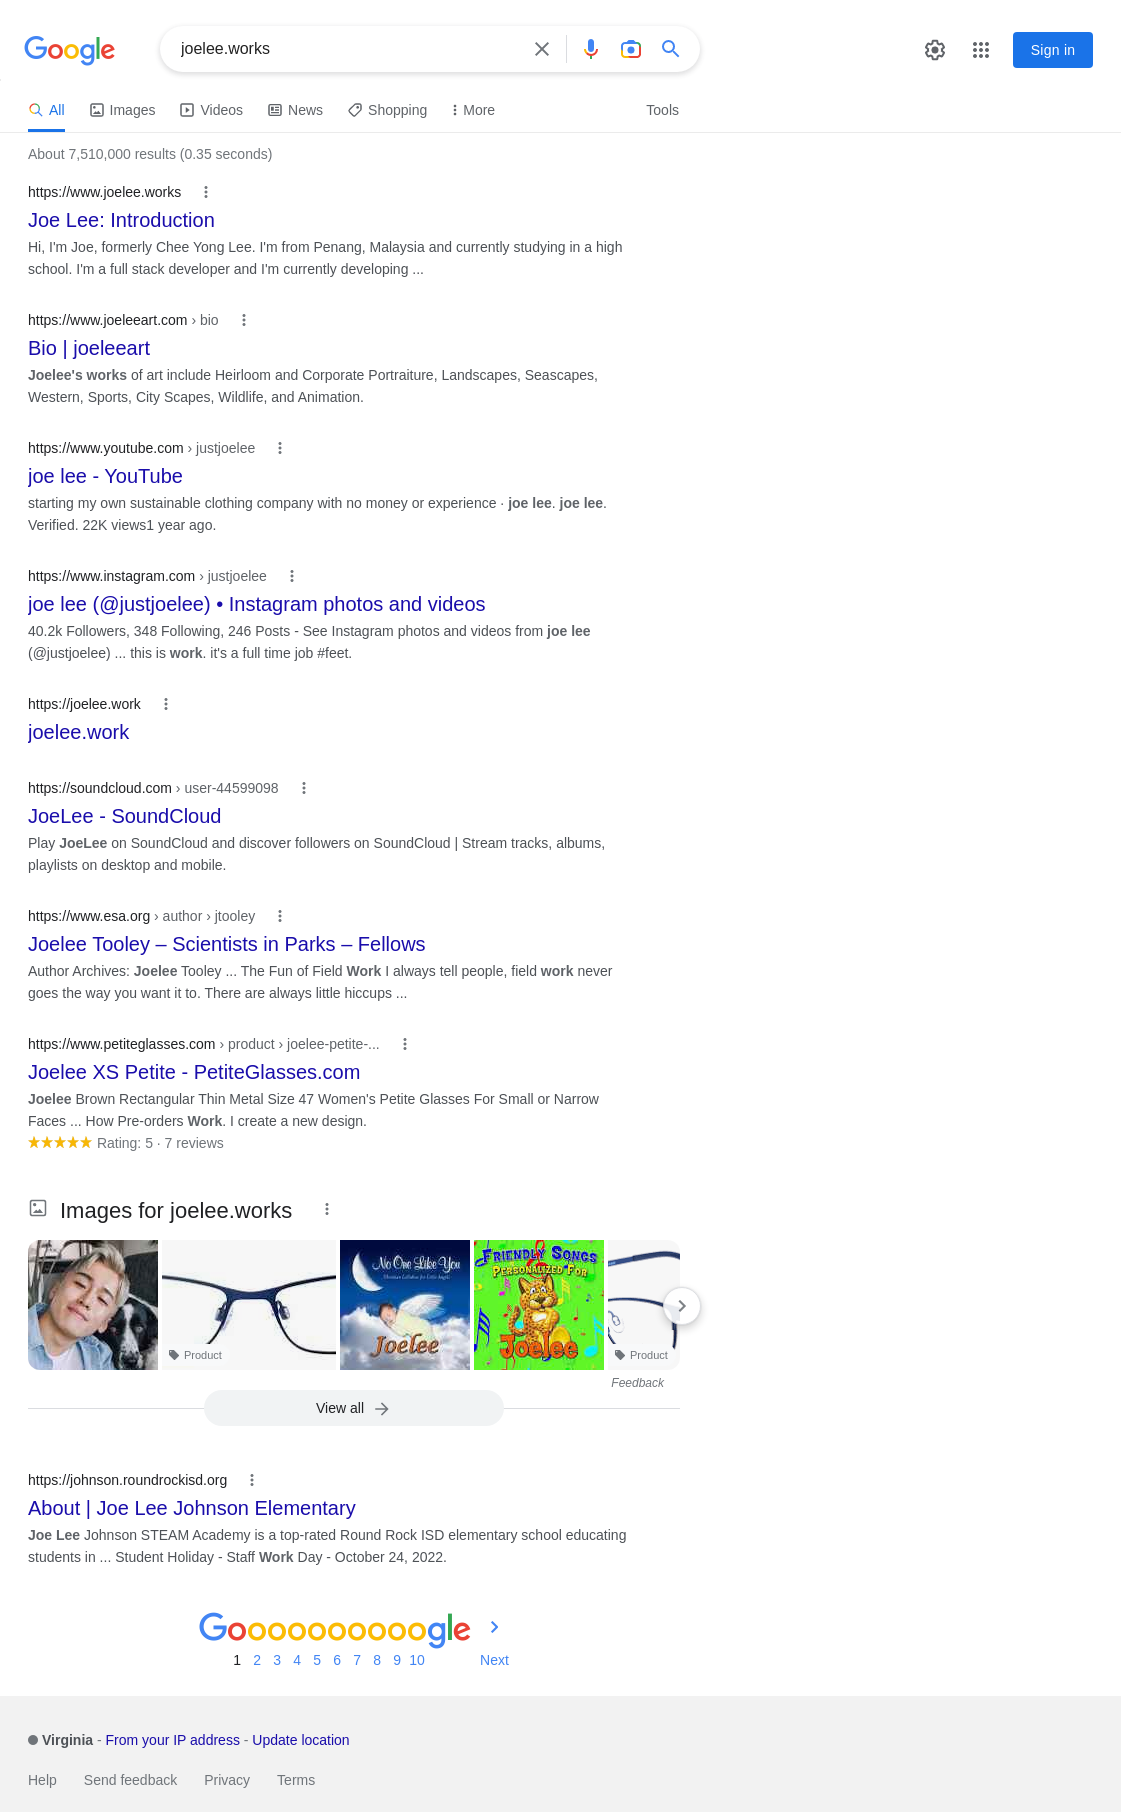 Google
joelee.works
Sign in
All Images Videos News Shopping More Tools
About 7,510,000 results (0.35 seconds)
https://www.joelee.works
Joe Lee: Introduction
Hi, I'm Joe, formerly Chee Yong Lee. I'm from Penang, Malaysia and currently studying in a high
school. I'm a full stack developer and I'm currently developing ...
https://www.joeleeart.com › bio
Bio | joeleeart
Joelee's works of art include Heirloom and Corporate Portraiture, Landscapes, Seascapes,
Western, Sports, City Scapes, Wildlife, and Animation.
https://www.youtube.com › justjoelee
joe lee - YouTube
starting my own sustainable clothing company with no money or experience · joe lee. joe lee.
Verified. 22K views1 year ago.
https://www.instagram.com › justjoelee
joe lee (@justjoelee) • Instagram photos and videos
40.2k Followers, 348 Following, 246 Posts - See Instagram photos and videos from joe lee
(@justjoelee) ... this is work. it's a full time job #feet.
https://joelee.work
joelee.work
https://soundcloud.com › user-44599098
JoeLee - SoundCloud
Play JoeLee on SoundCloud and discover followers on SoundCloud | Stream tracks, albums,
playlists on desktop and mobile.
https://www.esa.org › author › jtooley
Joelee Tooley – Scientists in Parks – Fellows
Author Archives: Joelee Tooley ... The Fun of Field Work I always tell people, field work never
goes the way you want it to. There are always little hiccups ...
https://www.petiteglasses.com › product › joelee-petite-...
Joelee XS Petite - PetiteGlasses.com
Joelee Brown Rectangular Thin Metal Size 47 Women's Petite Glasses For Small or Narrow
Faces ... How Pre-orders Work. I create a new design.
Rating: 5 · 7 reviews
Images for joelee.works
No One Like You
Christian Lullabies for Little Angels
Joelee
FRIENDLY SONGS
PERSONALIZED FOR
Joelee
Product
Product
Feedback
View all
https://johnson.roundrockisd.org
About | Joe Lee Johnson Elementary
Joe Lee Johnson STEAM Academy is a top-rated Round Rock ISD elementary school educating
students in ... Student Holiday - Staff Work Day - October 24, 2022.
Goooooooooogle
1 2 3 4 5 6 7 8 9 10 Next
Virginia - From your IP address - Update location
Help Send feedback Privacy Terms